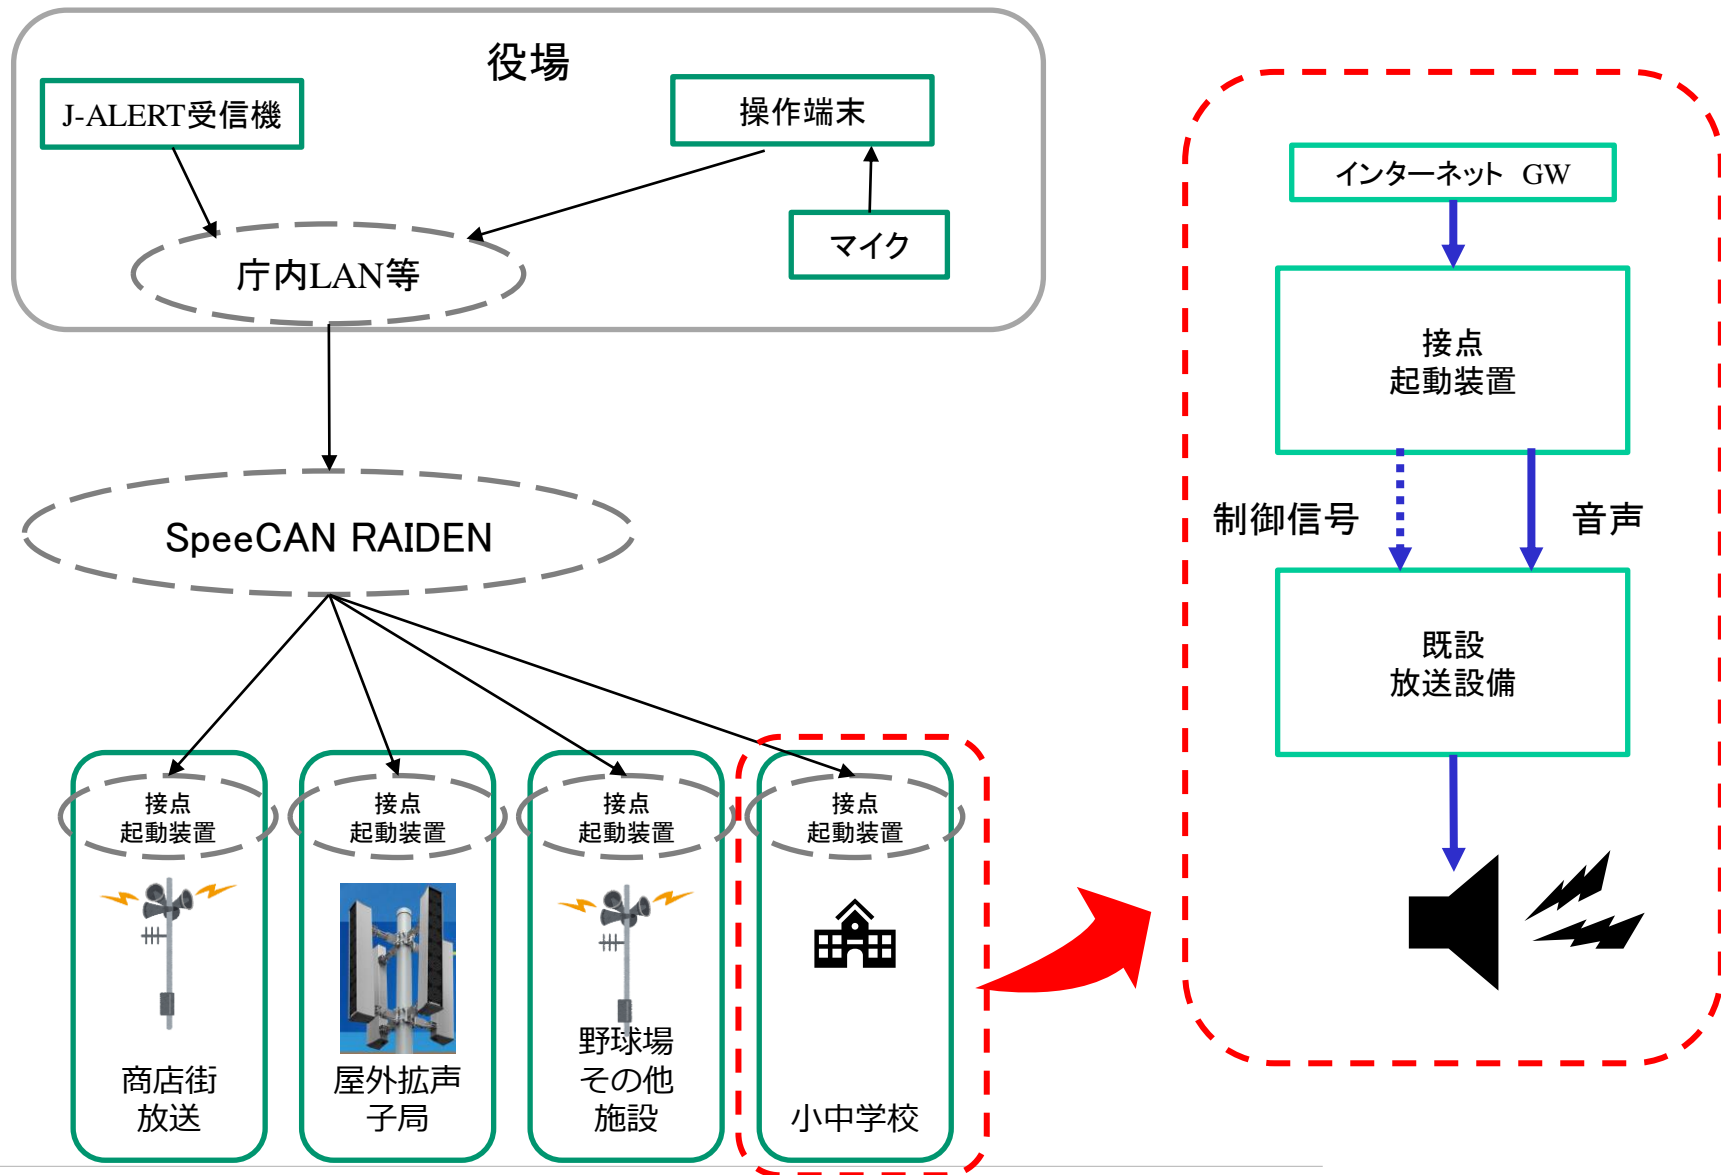 役場
J-ALERT受信機
操作端末
マイク
庁内LAN等
SpeeCAN RAIDEN
接点
起動装置
商店街
放送
接点
起動装置
屋外拡声
子局
接点
起動装置
野球場
その他
施設
接点
起動装置
小中学校
インターネット GW
接点
起動装置
制御信号
音声
既設
放送設備